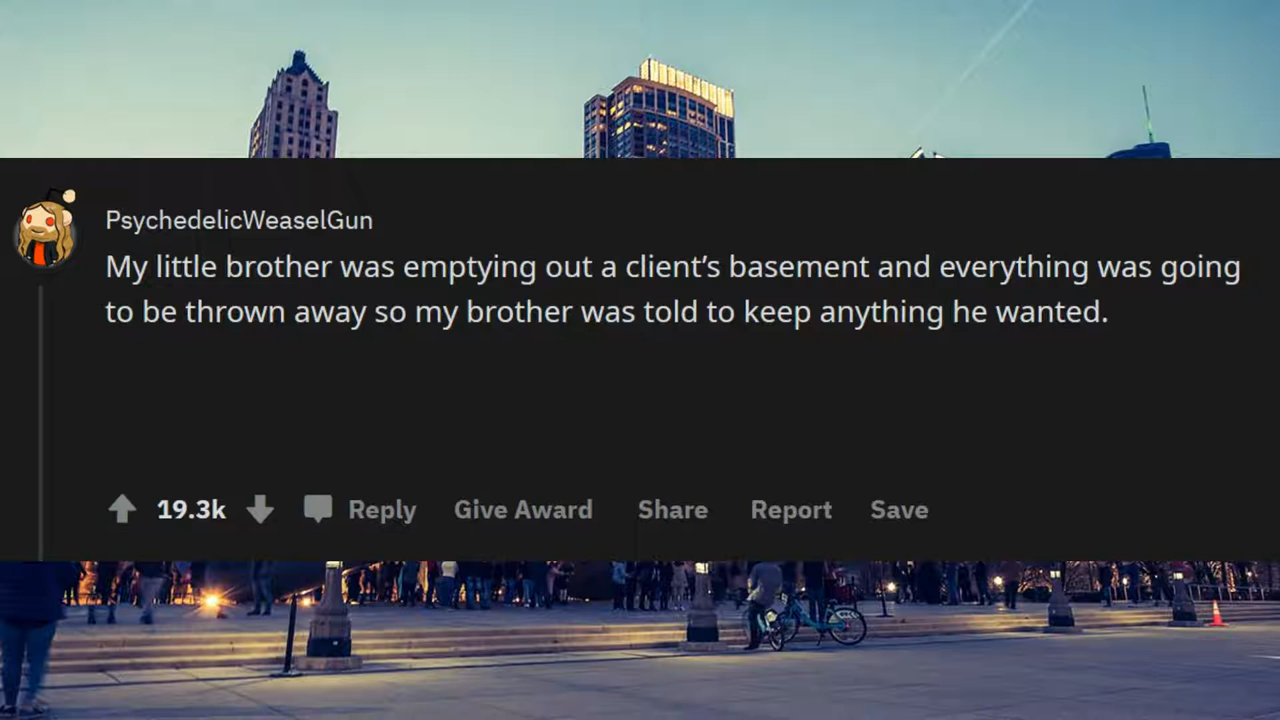 PsychedelicWeaselGun
My little brother was emptying out a client’s basement and everything was going
to be thrown away so my brother was told to keep anything he wanted.
19.3k Reply Give Award Share Report Save